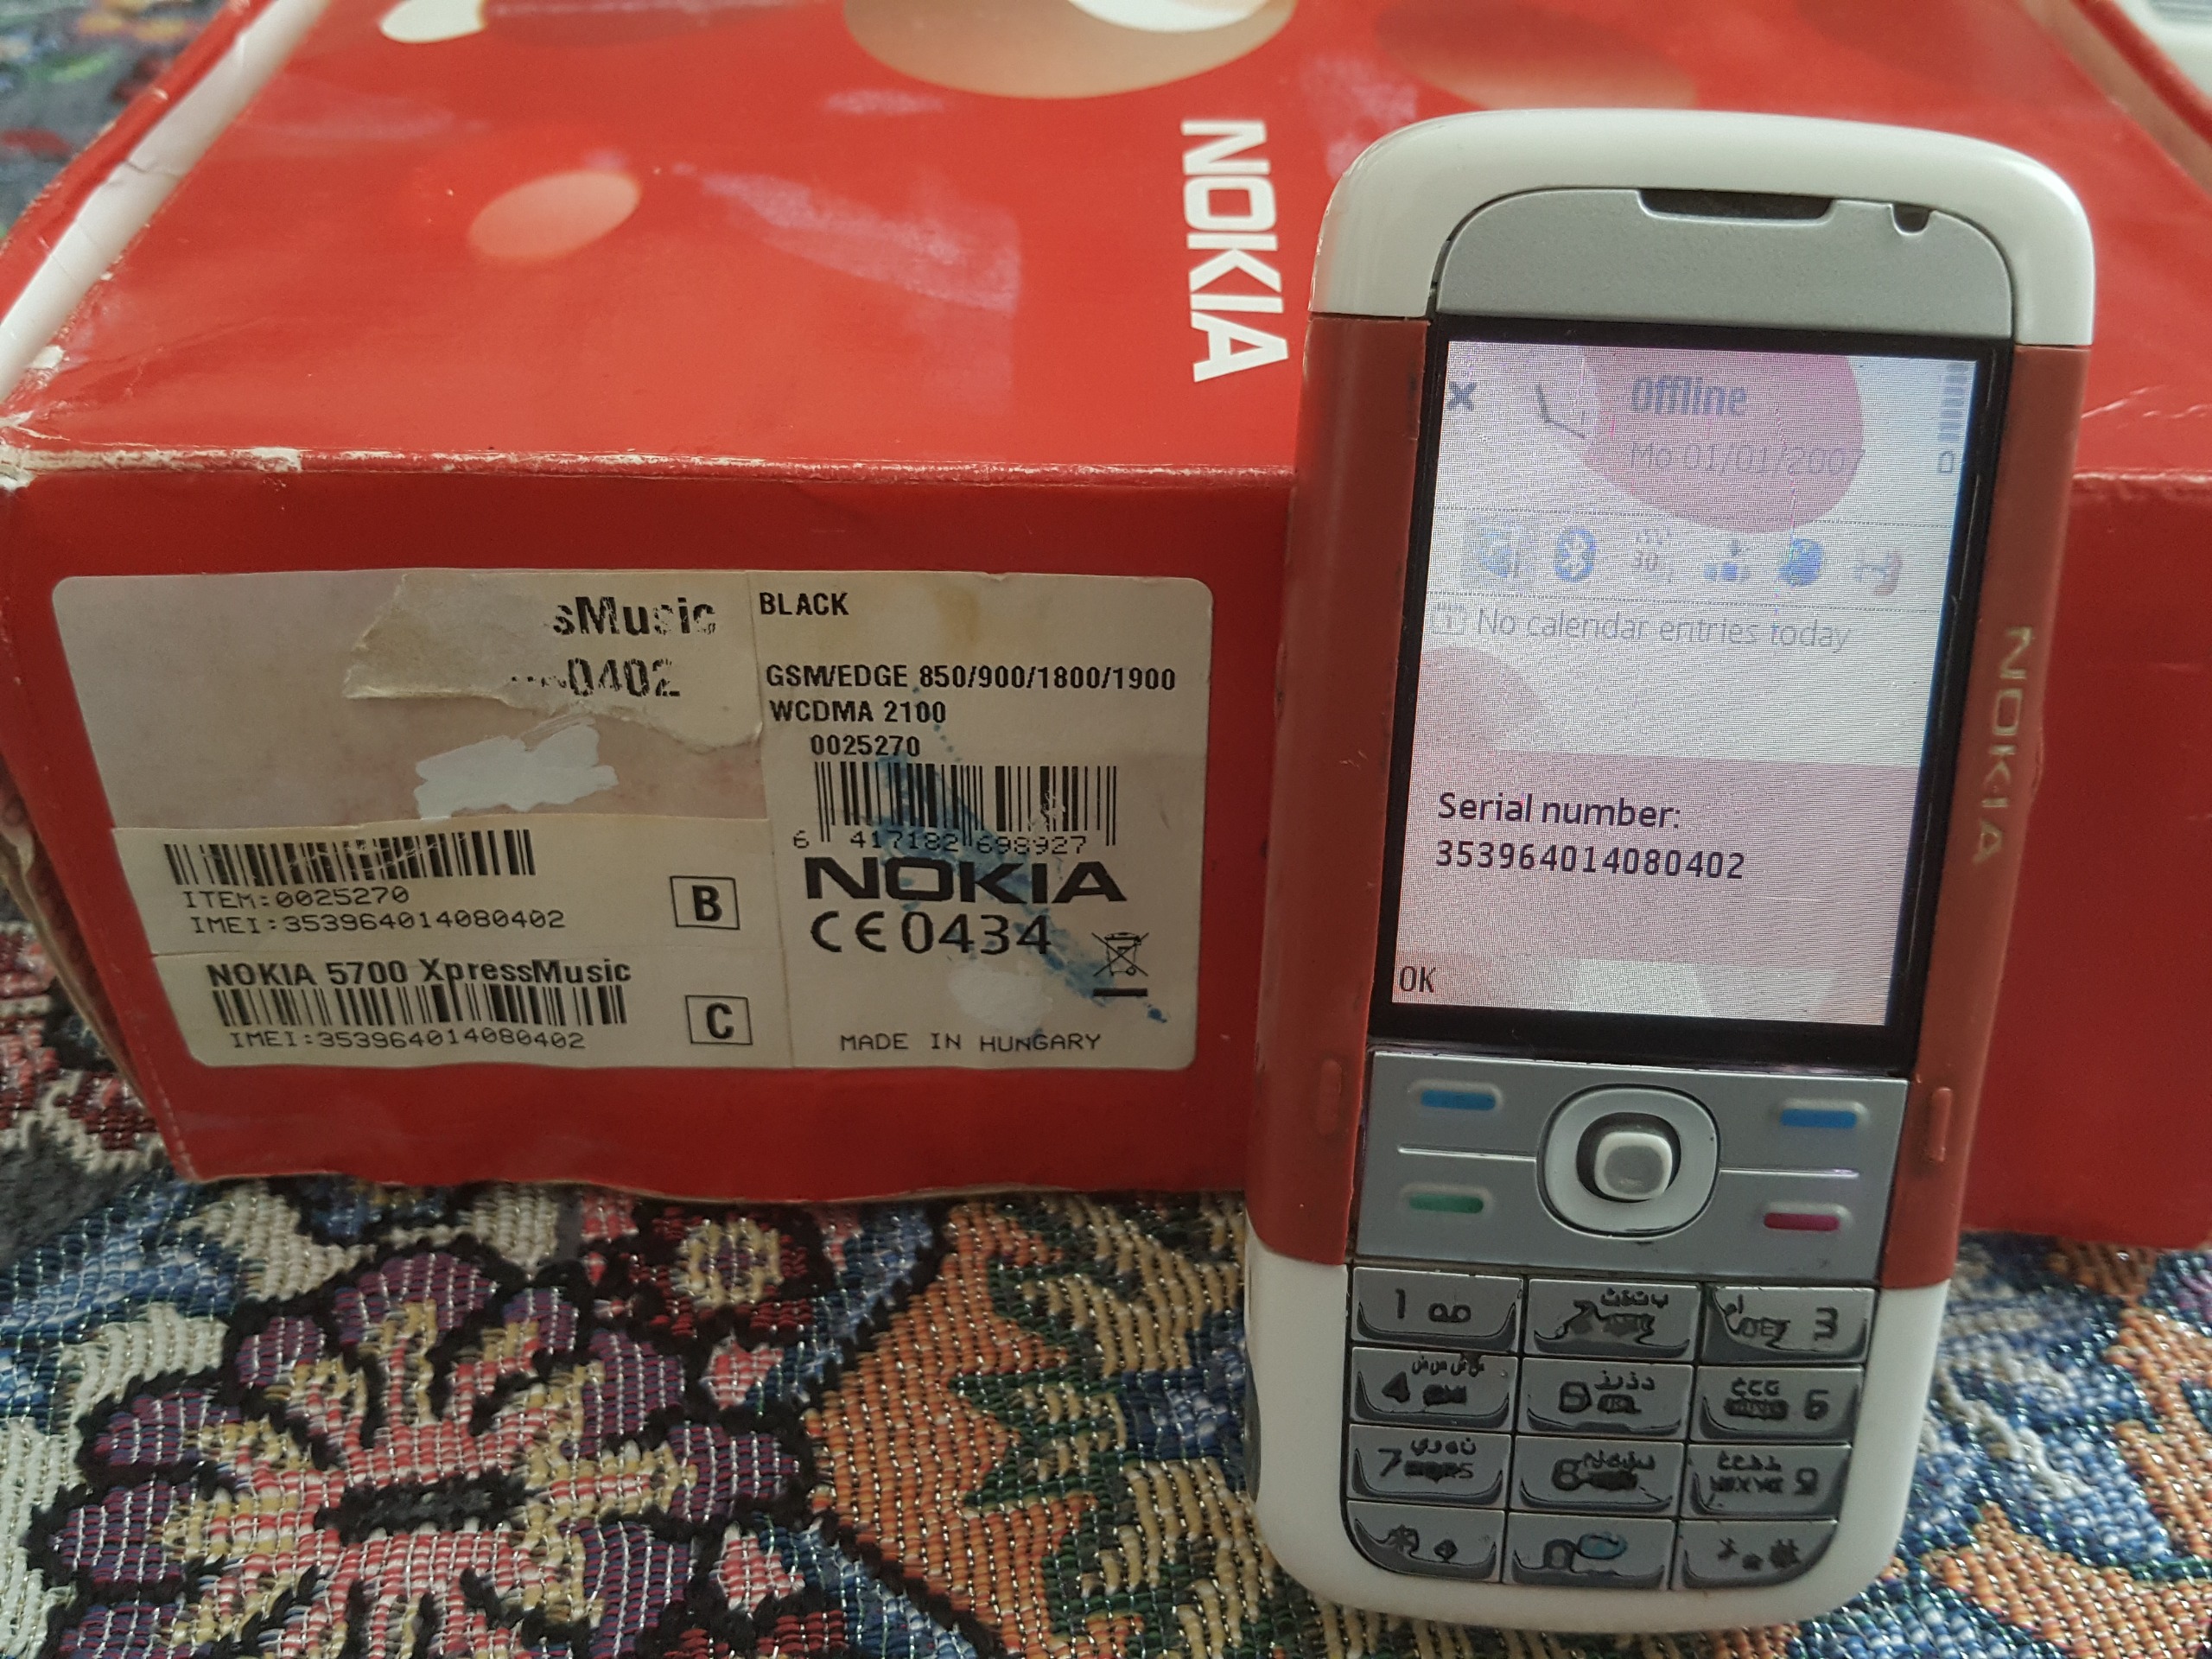 NOKIA
sMusic
0402
BLACK
GSM/EDGE 850/900/1800/1900
WCDMA 2100
0025270
6 417182 698927
NOKIA
CE0434
MADE IN HUNGARY
ITEM:0025270
IMEI:353964014080402
B
NOKIA 5700 XpressMusic
IMEI:353964014080402
C
Offline
Mo 01/01/2007
30
No calendar entries today
Serial number:
353964014080402
OK
NOKIA
1
3
4
6
7
9